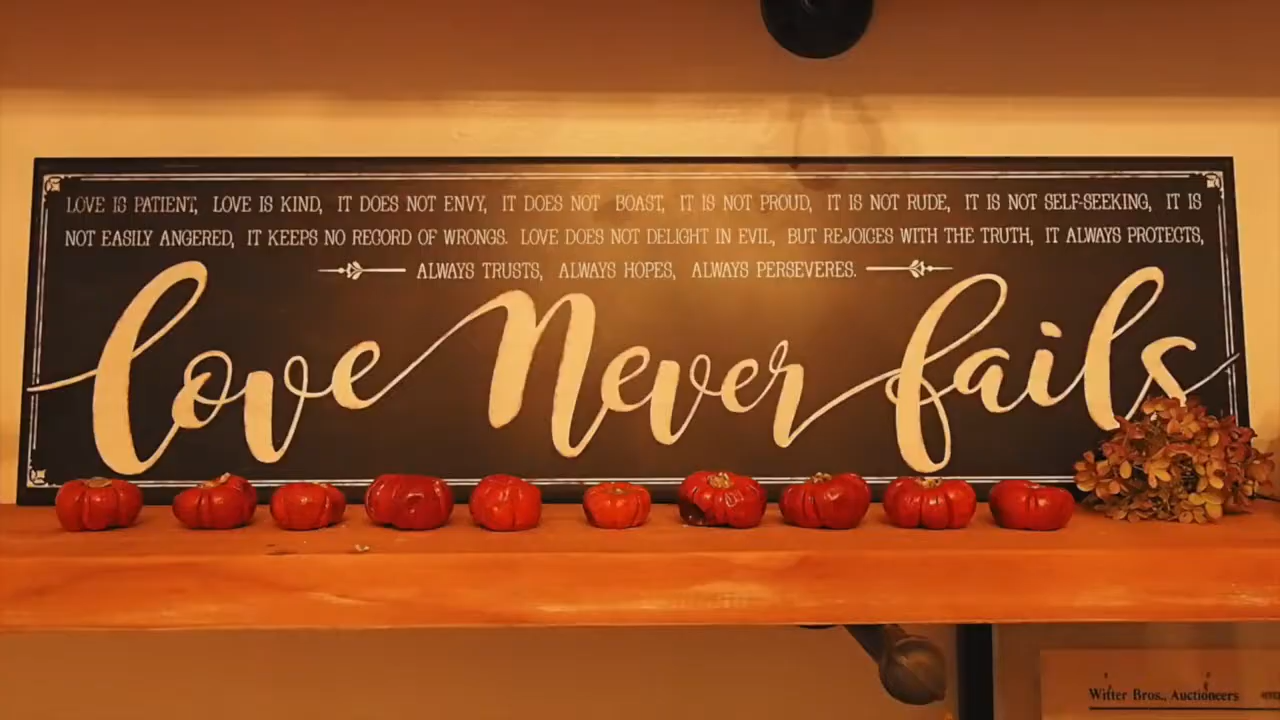 LOVE IS PATIENT, LOVE IS KIND, IT DOES NOT ENVY, IT DOES NOT BOAST, IT IS NOT PROUD, IT IS NOT RUDE, IT IS NOT SELF-SEEKING, IT IS
NOT EASILY ANGERED, IT KEEPS NO RECORD OF WRONGS. LOVE DOES NOT DELIGHT IN EVIL, BUT REJOICES WITH THE TRUTH, IT ALWAYS PROTECTS,
ALWAYS TRUSTS, ALWAYS HOPES, ALWAYS PERSEVERES.
love Never fails
Witter Bros., Auctioneers